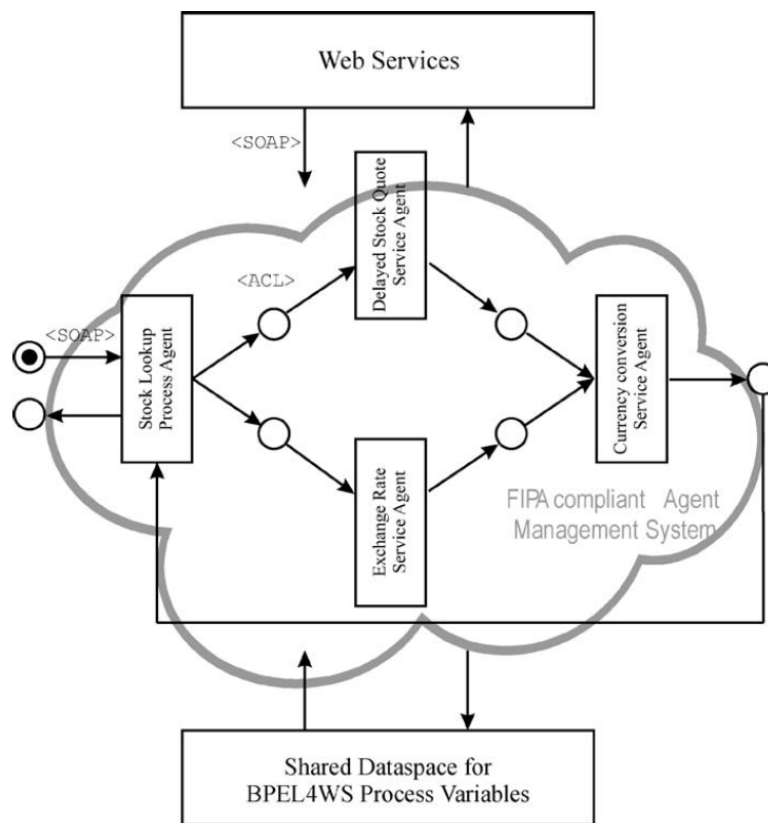 Web Services
<SOAP>
Delayed Stock Quote
Service Agent
<ACL>
<SOAP>
Stock Lookup
Process Agent
Currency conversion
Service Agent
Exchange Rate
Service Agent
FIPA compliant Agent
Management System
Shared Dataspace for
BPEL4WS Process Variables